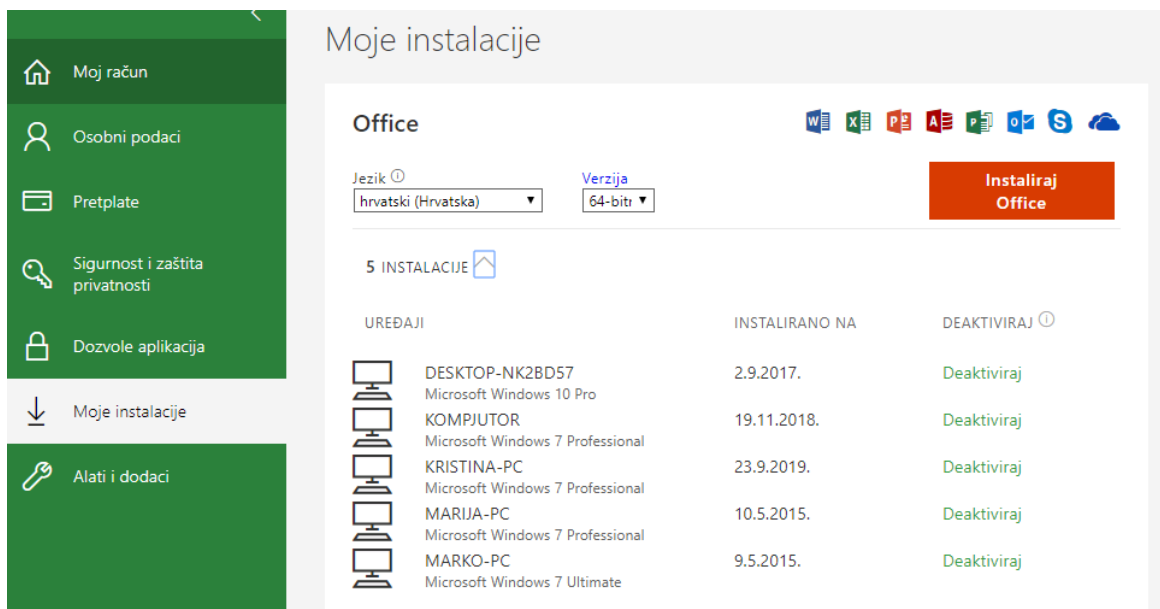 Moje instalacije
Moj račun
Osobni podaci
Pretplate
Sigurnost i zaštita
privatnosti
Dozvole aplikacija
Moje instalacije
Alati i dodaci
Office
Jezik
Verzija
hrvatski (Hrvatska)
64-bitr
Instaliraj
Office
5 INSTALACIJE
UREĐAJI INSTALIRANO NA DEAKTIVIRAJ
DESKTOP-NK2BD57 2.9.2017. Deaktiviraj
Microsoft Windows 10 Pro
KOMPJUTOR 19.11.2018. Deaktiviraj
Microsoft Windows 7 Professional
KRISTINA-PC 23.9.2019. Deaktiviraj
Microsoft Windows 7 Professional
MARIJA-PC 10.5.2015. Deaktiviraj
Microsoft Windows 7 Professional
MARKO-PC 9.5.2015. Deaktiviraj
Microsoft Windows 7 Ultimate